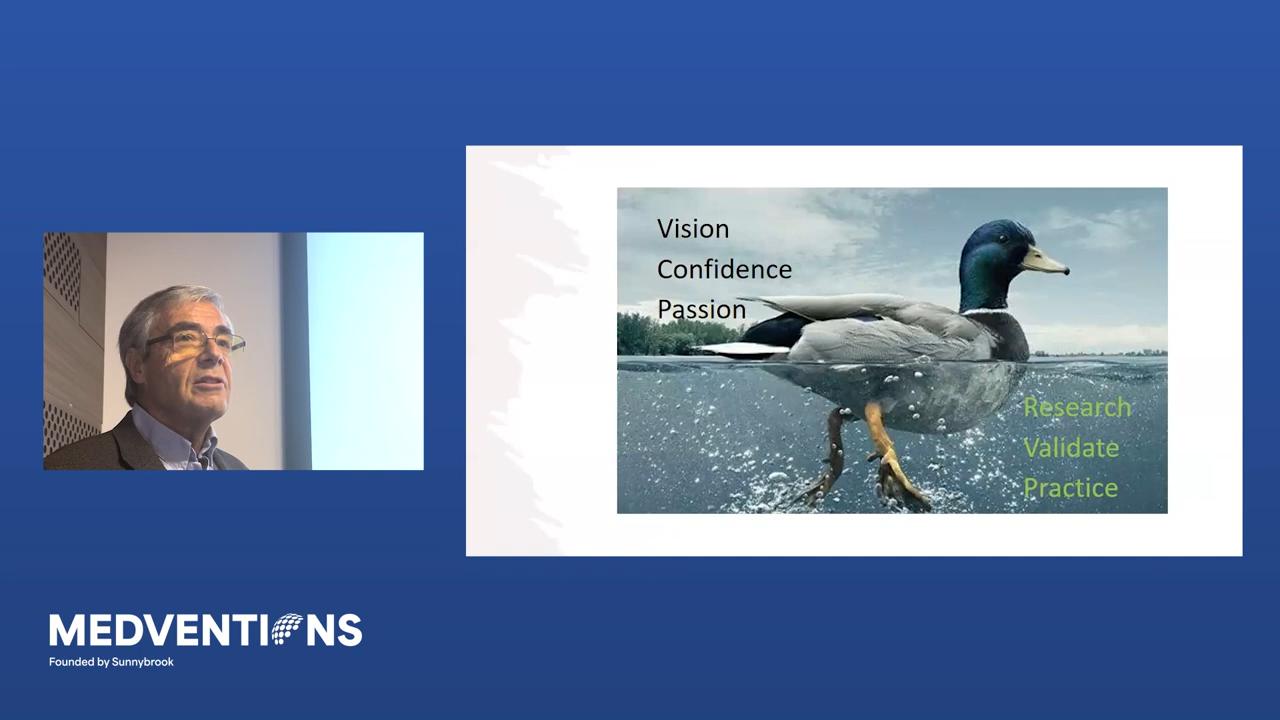 Vision
Confidence
Passion
Research
Validate
Practice
MEDVENTIONS
Founded by Sunnybrook